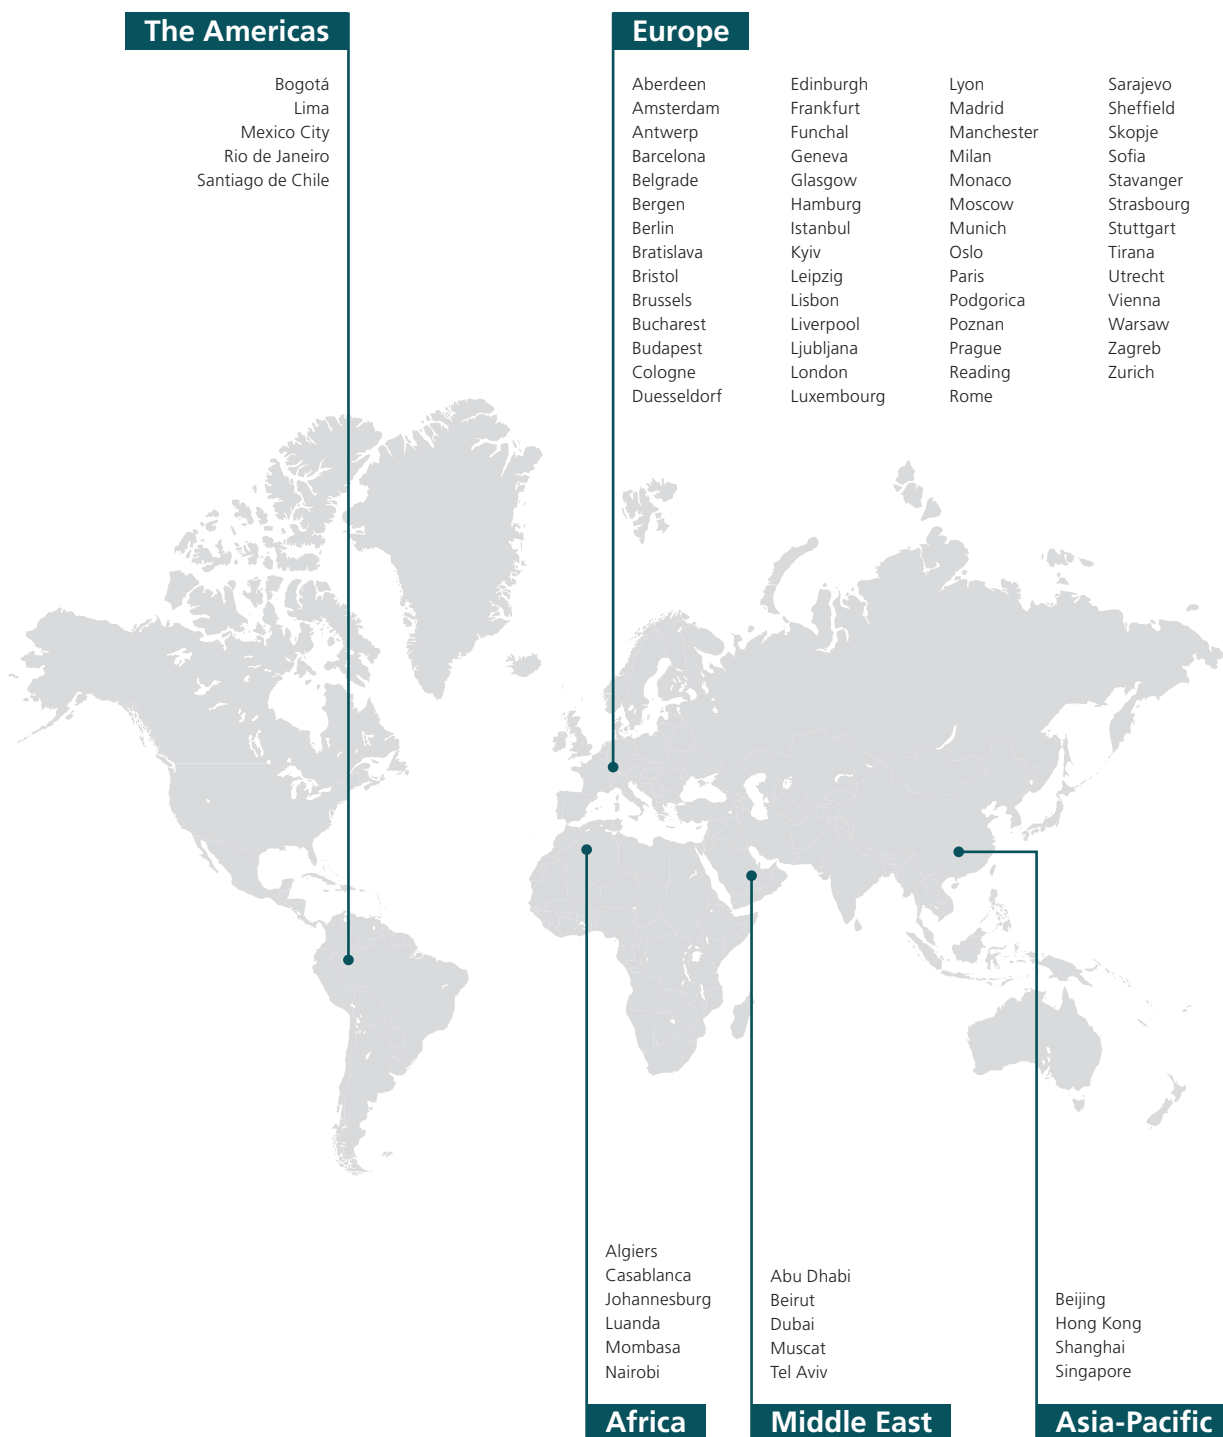 The Americas
Bogotá
Lima
Mexico City
Rio de Janeiro
Santiago de Chile
Europe
Aberdeen
Amsterdam
Antwerp
Barcelona
Belgrade
Bergen
Berlin
Bratislava
Bristol
Brussels
Bucharest
Budapest
Cologne
Duesseldorf
Edinburgh
Frankfurt
Funchal
Geneva
Glasgow
Hamburg
Istanbul
Kyiv
Leipzig
Lisbon
Liverpool
Ljubljana
London
Luxembourg
Lyon
Madrid
Manchester
Milan
Monaco
Moscow
Munich
Oslo
Paris
Podgorica
Poznan
Prague
Reading
Rome
Sarajevo
Sheffield
Skopje
Sofia
Stavanger
Strasbourg
Stuttgart
Tirana
Utrecht
Vienna
Warsaw
Zagreb
Zurich
Algiers
Casablanca
Johannesburg
Luanda
Mombasa
Nairobi
Africa
Abu Dhabi
Beirut
Dubai
Muscat
Tel Aviv
Middle East
Beijing
Hong Kong
Shanghai
Singapore
Asia-Pacific